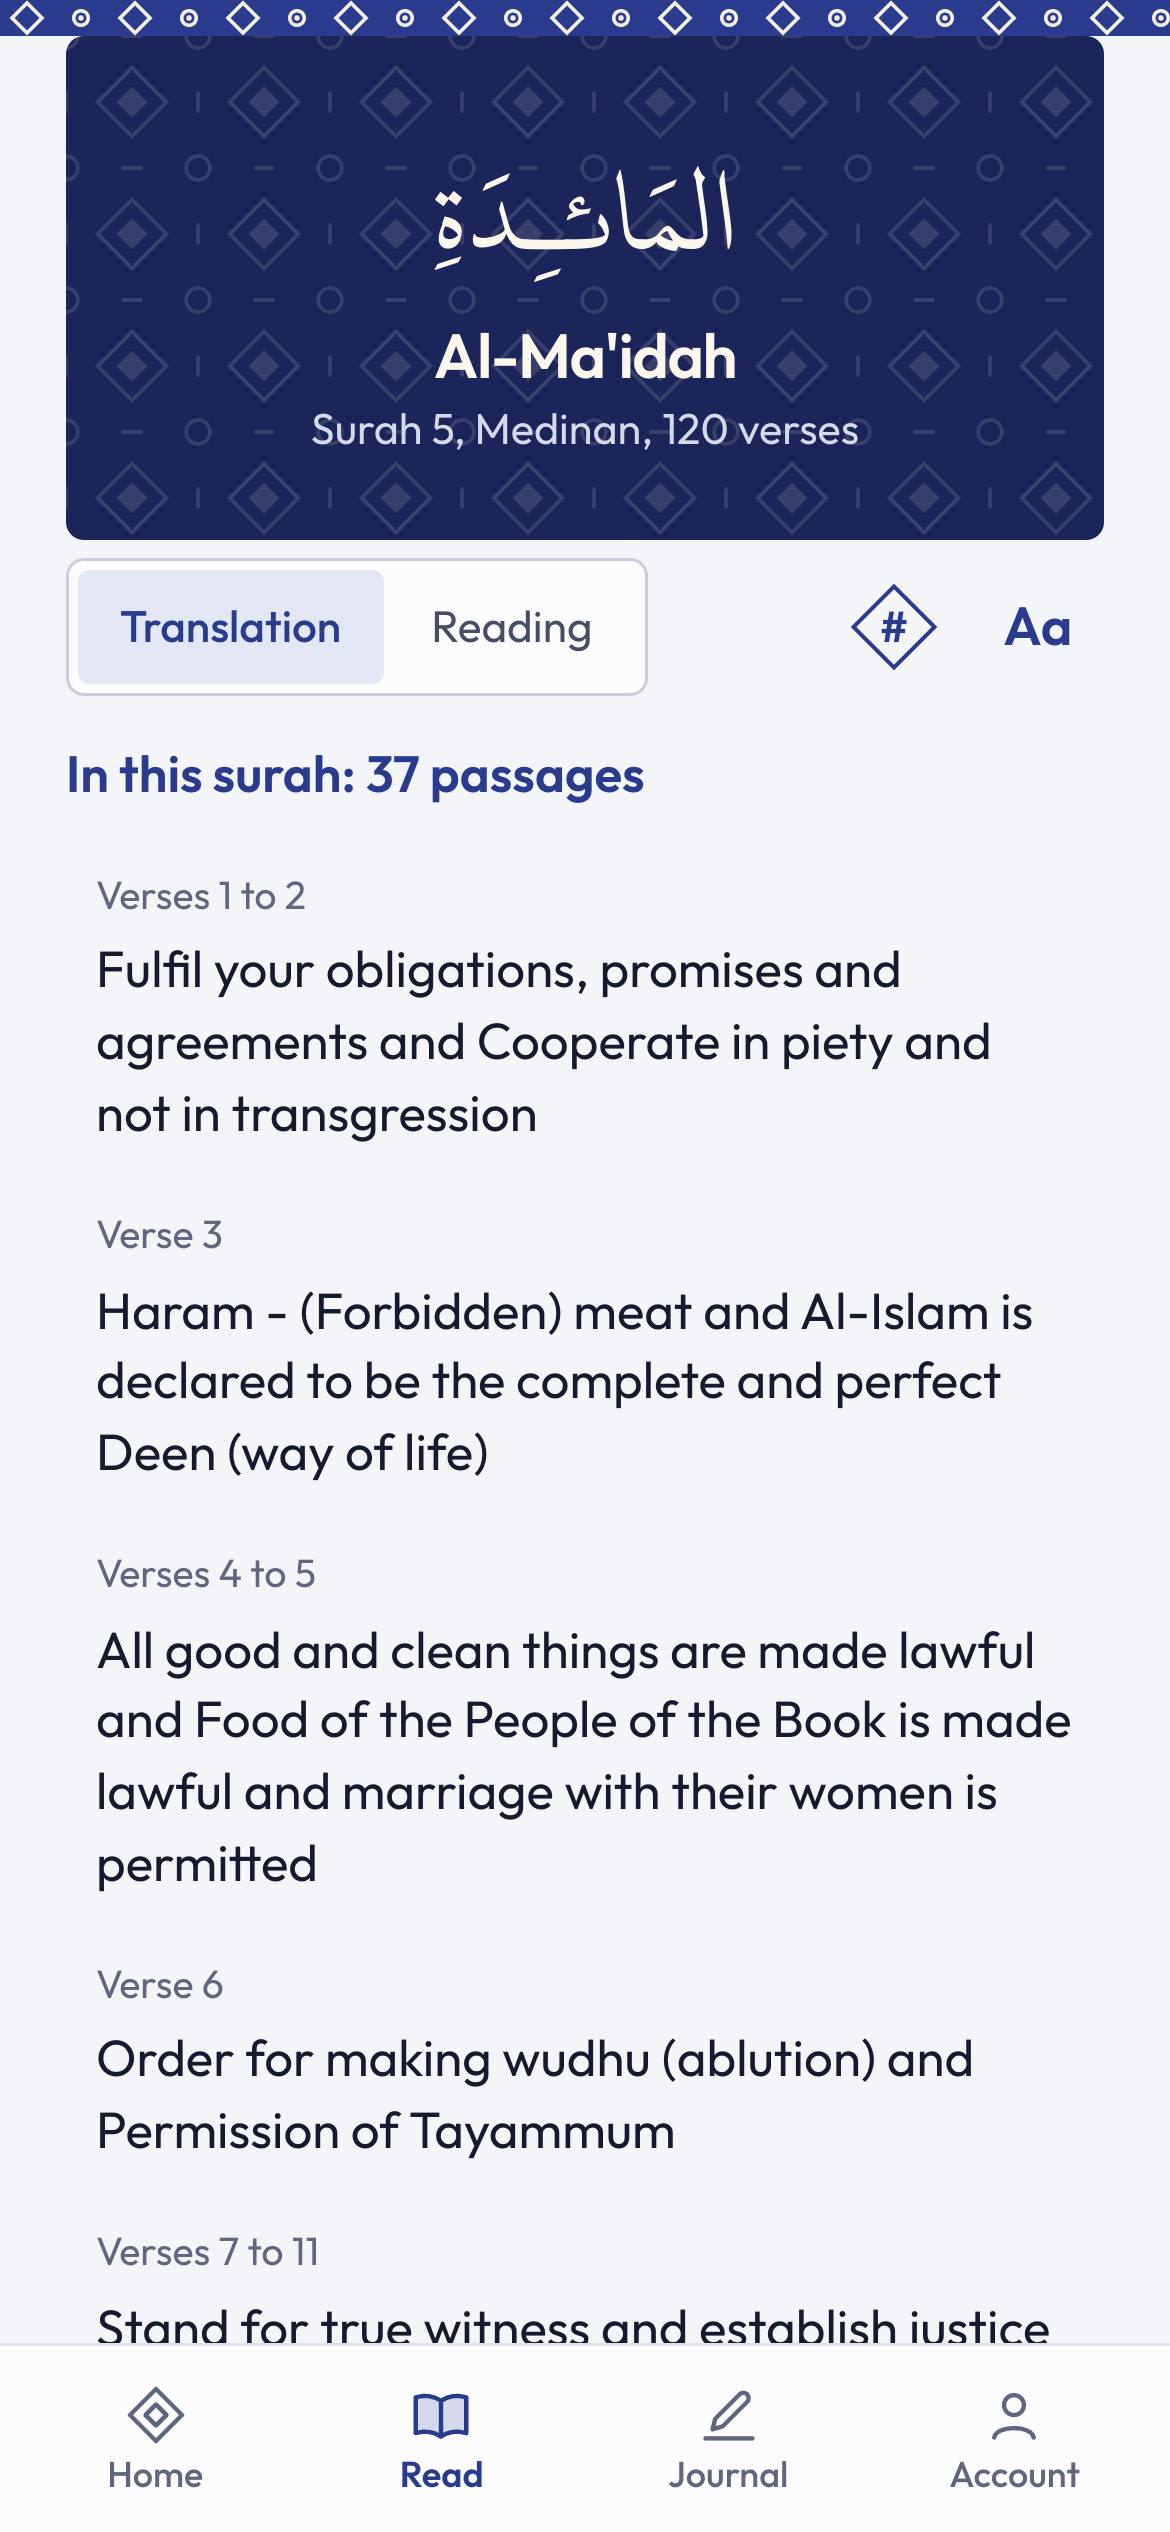 المَائـِدَةِ
Al-Ma'idah
Surah 5, Medinan, 120 verses
Translation
Reading
#
Aa
In this surah: 37 passages
Verses 1 to 2
Fulfil your obligations, promises and
agreements and Cooperate in piety and
not in transgression
Verse 3
Haram - (Forbidden) meat and Al-Islam is
declared to be the complete and perfect
Deen (way of life)
Verses 4 to 5
All good and clean things are made lawful
and Food of the People of the Book is made
lawful and marriage with their women is
permitted
Verse 6
Order for making wudhu (ablution) and
Permission of Tayammum
Verses 7 to 11
Stand for true witness and establish justice
Home
Read
Journal
Account